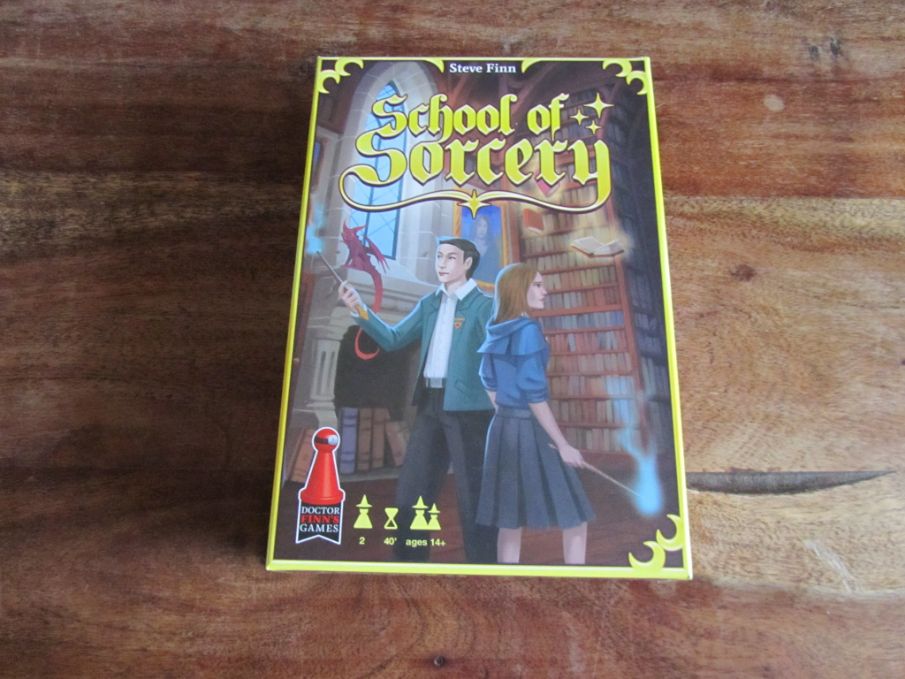 Steve Finn
School of
Sorcery
DOCTOR
FINN'S
GAMES
2 40' ages 14+